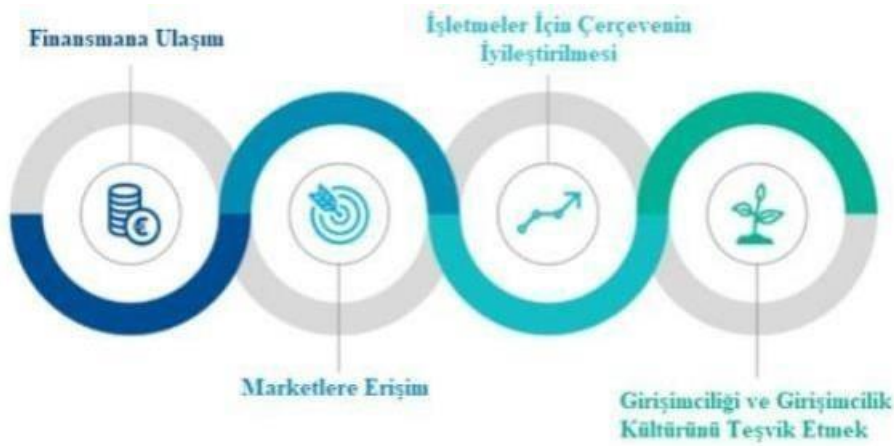 Finansmana Ulaşım
İşletmeler İçin Çerçevenin
İyileştirilmesi
€
Marketlere Erişim
Girişimciliği ve Girişimcilik
Kültürünü Teşvik Etmek